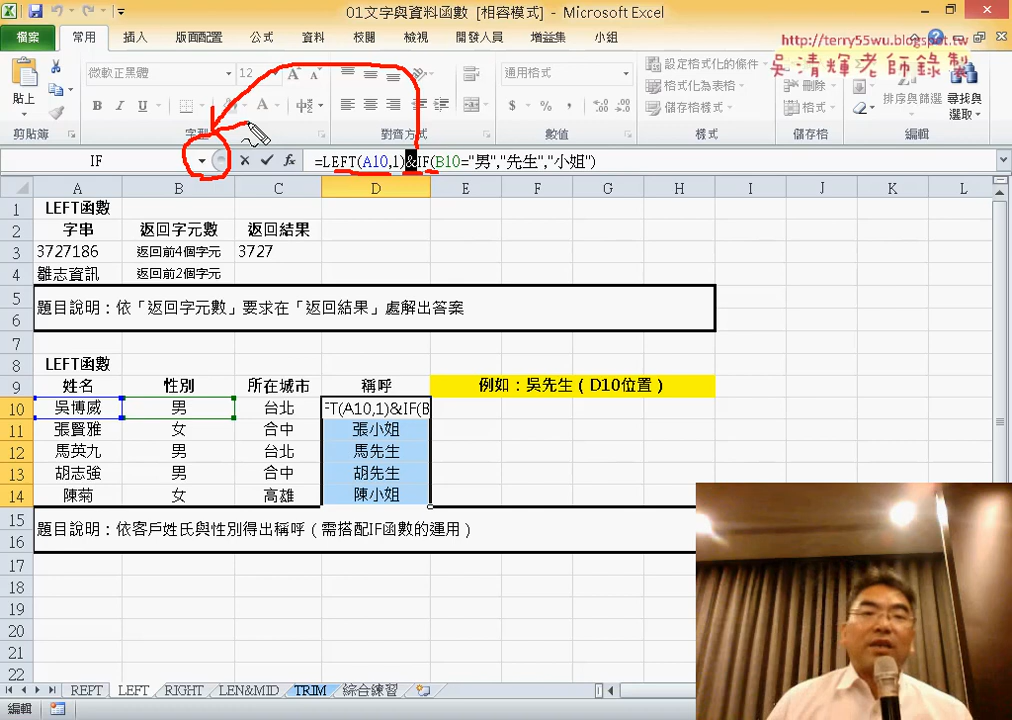 01文字與資料函數 [相容模式] - Microsoft Excel
檔案 常用 插入 版面配置 公式 資料 校閱 檢視 開發人員 增益集 小組
http://terry55wu.blogspot.tw
吳清輝老師錄製
貼上 微軟正黑體 12 通用格式 設定格式化的條件 格式化為表格 儲存格樣式 刪除 格式 排序與篩選 尋找與選取
剪貼簿 字型 對齊方式 數值 樣式 儲存格 編輯
IF =LEFT(A10,1)&IF(B10="男","先生","小姐")
A B C D E F G H I J K L
1 LEFT函數
2 字串 返回字元數 返回結果
3 3727186 返回前4個字元 3727
4 雛志資訊 返回前2個字元
5 題目說明：依「返回字元數」要求在「返回結果」處解出答案
6
7
8 LEFT函數
9 姓名 性別 所在城市 稱呼 例如：吳先生（D10位置）
10 吳博威 男 台北 FT(A10,1)&IF(B
11 張賢雅 女 台中 張小姐
12 馬英九 男 台北 馬先生
13 胡志強 男 台中 胡先生
14 陳菊 女 高雄 陳小姐
15 題目說明：依客戶姓氏與性別得出稱呼（需搭配IF函數的運用）
16
17
18
19
20
21
22
REPT LEFT RIGHT LEN&MID TRIM 綜合練習
編輯